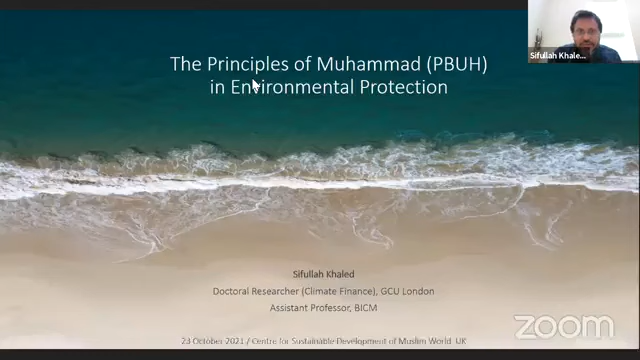 The Principles of Muhammad (PBUH)
in Environmental Protection
Sifullah Khale...
Sifullah Khaled
Doctoral Researcher (Climate Finance), GCU London
Assistant Professor, BICM
23 October 2021 / Centre for Sustainable Development of Muslim World UK
zoom